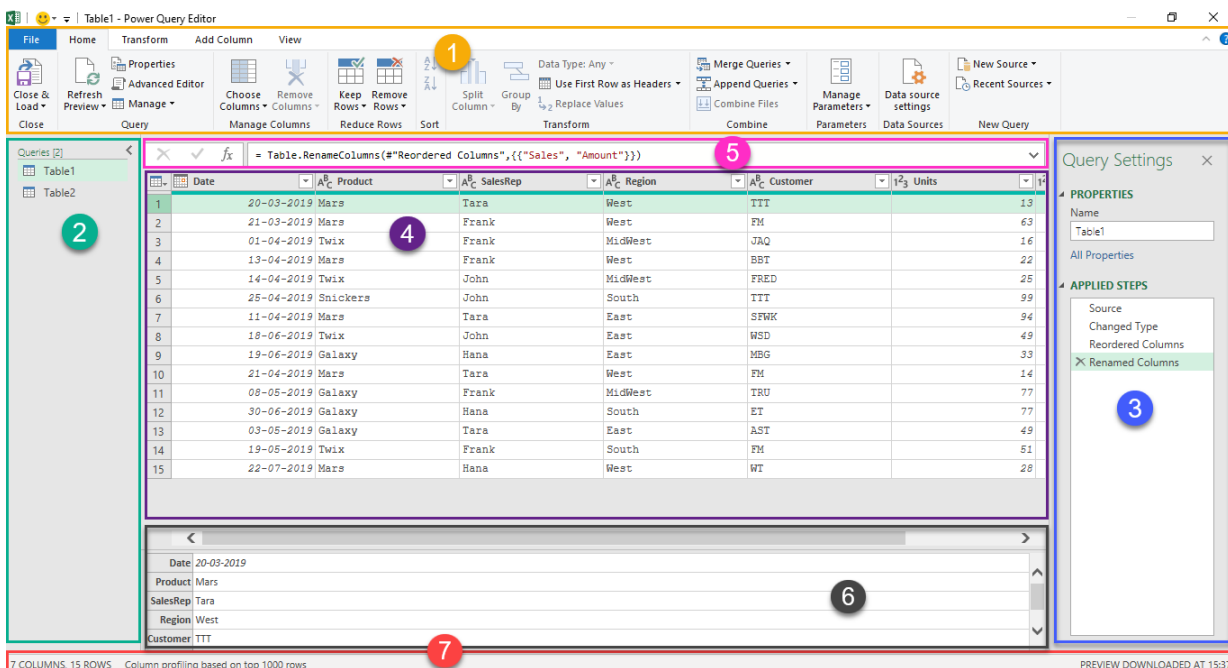 Table1 - Power Query Editor
File Home Transform Add Column View
1
Close & Load
Close
Refresh Preview
Properties
Advanced Editor
Manage
Query
Choose Columns
Remove Columns
Manage Columns
Keep Rows
Remove Rows
Reduce Rows
Sort
Split Column
Group By
Data Type: Any
Use First Row as Headers
Replace Values
Transform
Merge Queries
Append Queries
Combine Files
Combine
Manage Parameters
Parameters
Data source settings
Data Sources
New Source
Recent Sources
New Query
Queries [2]
Table1
Table2
2
fx = Table.RenameColumns(#"Reordered Columns",{{"Sales", "Amount"}})
5
Date ABC Product ABC SalesRep ABC Region ABC Customer 123 Units
1 20-03-2019 Mars Tara West TTT 13
2 21-03-2019 Mars Frank West FM 63
3 01-04-2019 Twix Frank MidWest JAQ 16
4 13-04-2019 Mars Frank West BBT 22
5 14-04-2019 Twix John MidWest FRED 25
6 25-04-2019 Snickers John South TTT 99
7 11-04-2019 Mars Tara East SFWK 94
8 18-06-2019 Twix John East WSD 49
9 19-06-2019 Galaxy Hana East MBG 33
10 21-04-2019 Mars Tara West FM 14
11 08-05-2019 Galaxy Frank MidWest TRU 77
12 30-06-2019 Galaxy Hana South ET 77
13 03-05-2019 Galaxy Tara East AST 49
14 19-05-2019 Twix Frank South FM 51
15 22-07-2019 Mars Hana West WT 28
4
Date 20-03-2019
Product Mars
SalesRep Tara
Region West
Customer TTT
6
Query Settings
PROPERTIES
Name
Table1
All Properties
APPLIED STEPS
Source
Changed Type
Reordered Columns
Renamed Columns
3
7
7 COLUMNS, 15 ROWS Column profiling based on top 1000 rows
PREVIEW DOWNLOADED AT